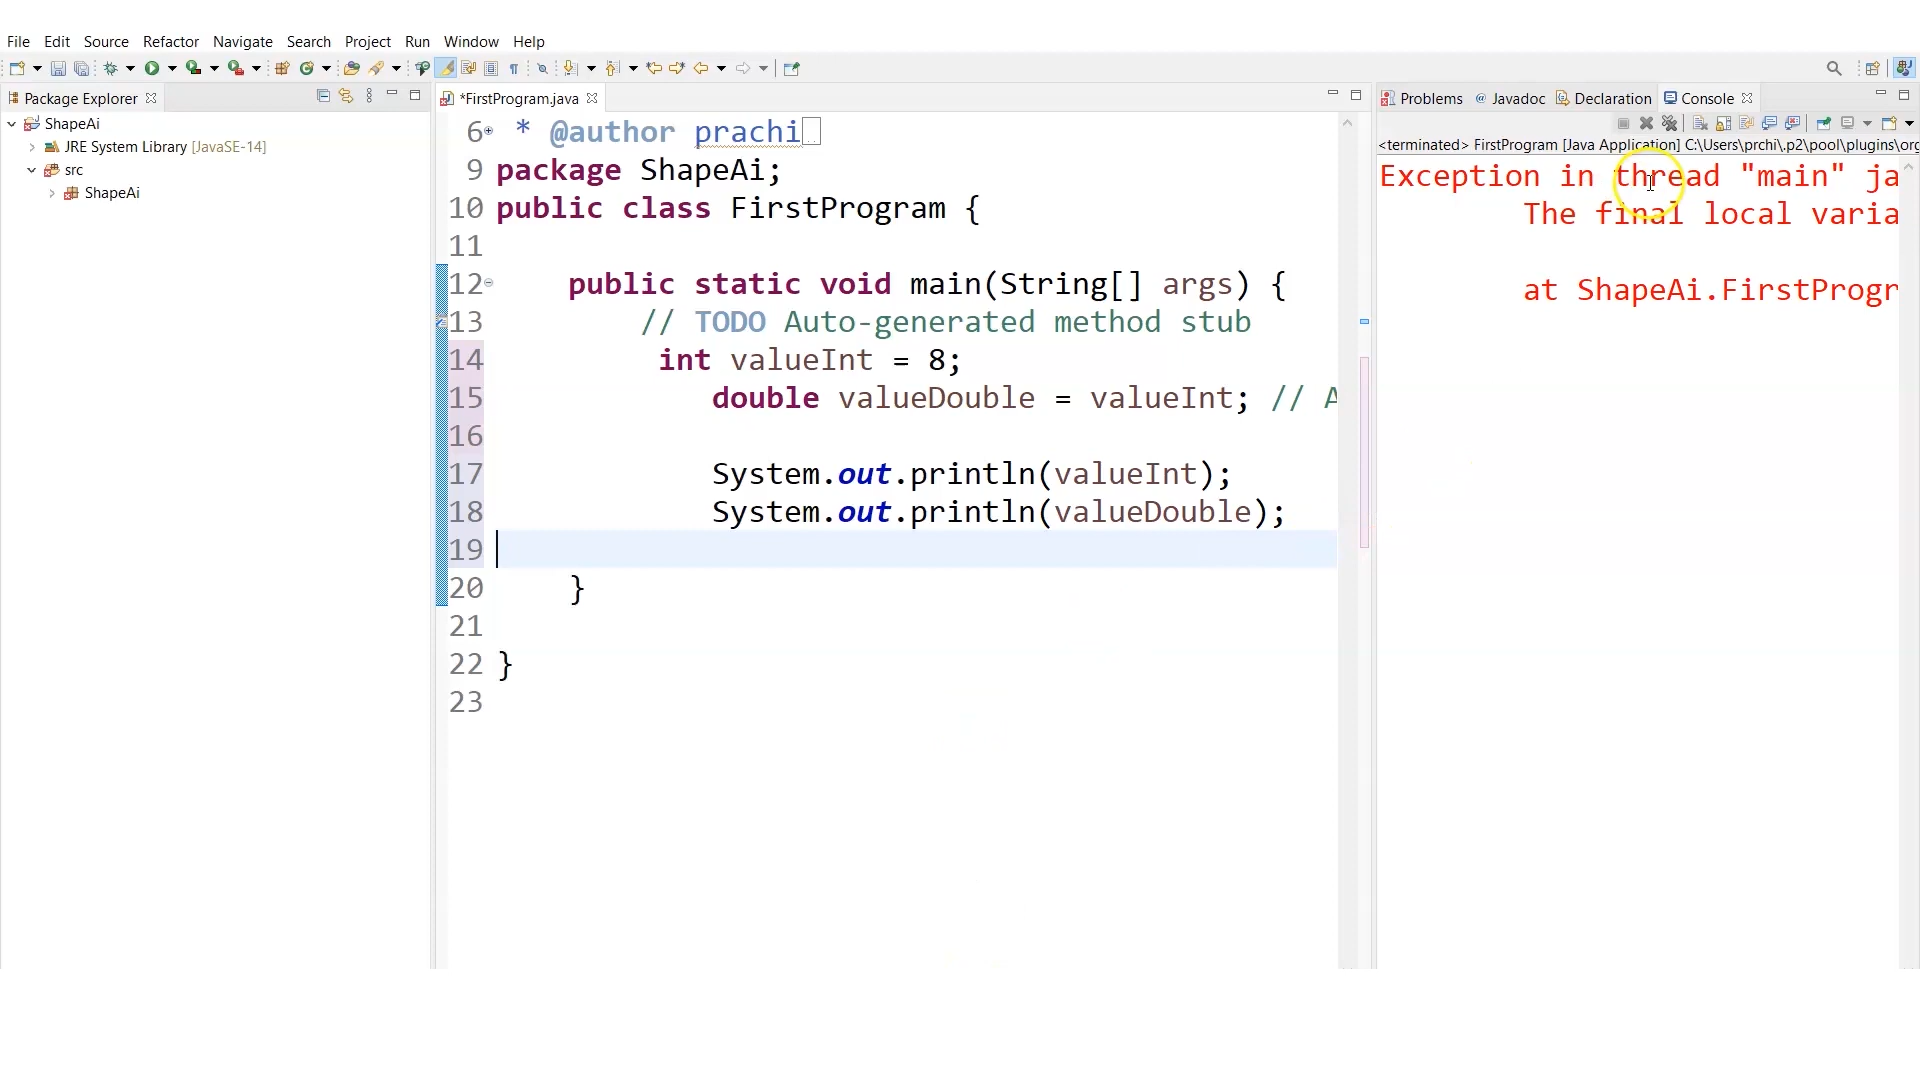 File Edit Source Refactor Navigate Search Project Run Window Help
Package Explorer
ShapeAi
JRE System Library [JavaSE-14]
src
ShapeAi
*FirstProgram.java
6 * @author prachi
9 package ShapeAi;
10 public class FirstProgram {
11
12 public static void main(String[] args) {
13 // TODO Auto-generated method stub
14 int valueInt = 8;
15 double valueDouble = valueInt; // A
16
17 System.out.println(valueInt);
18 System.out.println(valueDouble);
19
20 }
21
22 }
23
Problems @ Javadoc Declaration Console
<terminated> FirstProgram [Java Application] C:\Users\prchi\.p2\pool\plugins\org
Exception in thread "main" ja
The final local varia
at ShapeAi.FirstProgr